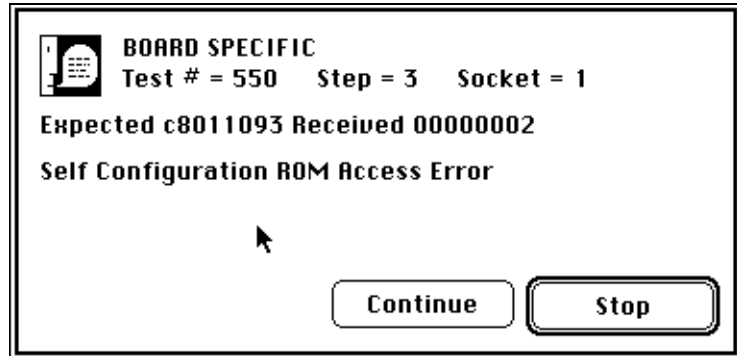 BOARD SPECIFIC
Test # = 550 Step = 3 Socket = 1
Expected c8011093 Received 00000002
Self Configuration ROM Access Error
Continue Stop